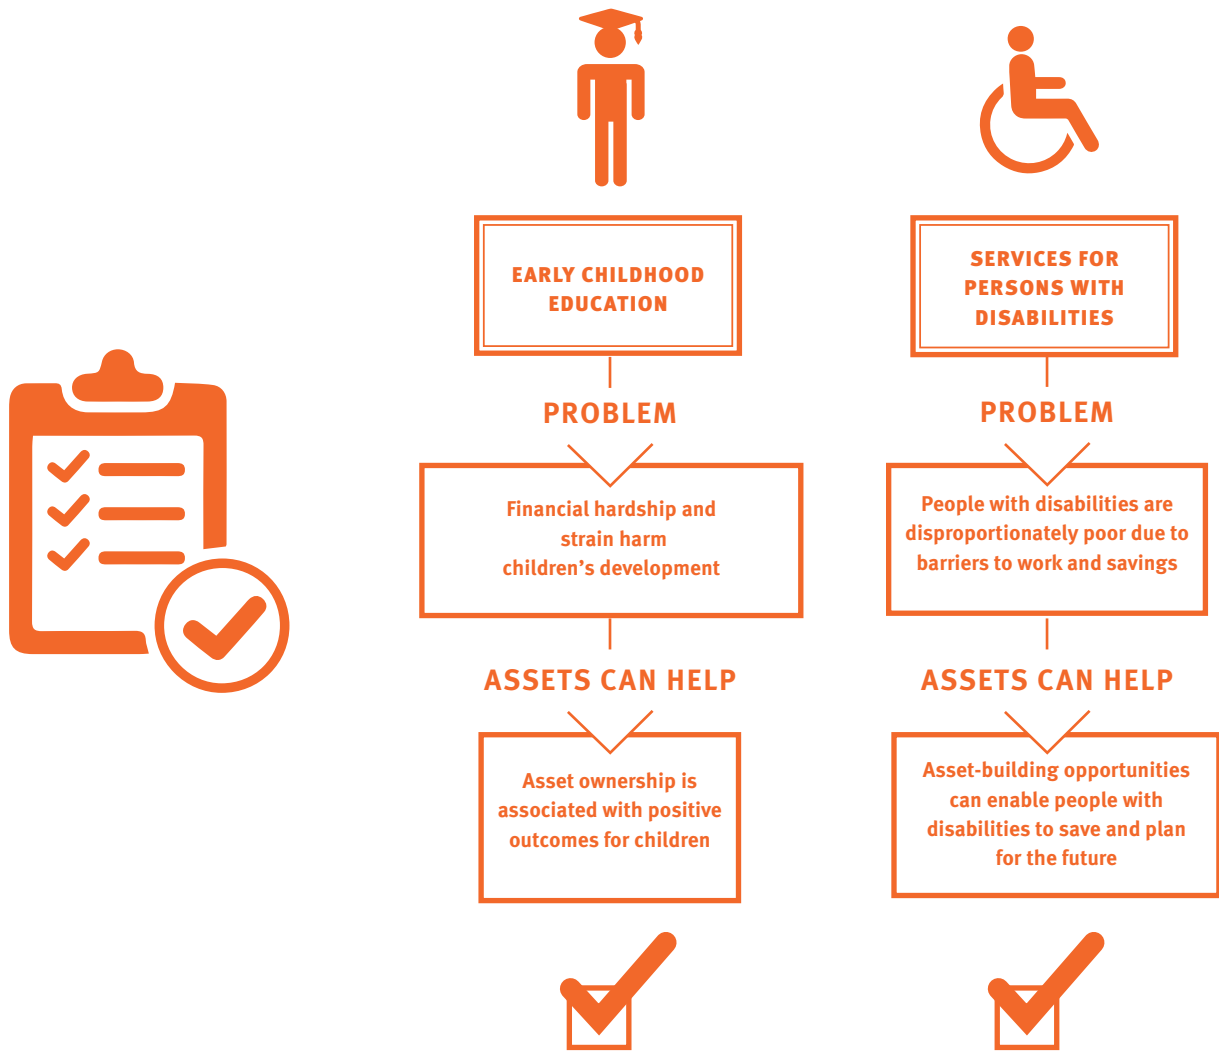 EARLY CHILDHOOD
EDUCATION
PROBLEM
Financial hardship and
strain harm
children’s development
ASSETS CAN HELP
Asset ownership is
associated with positive
outcomes for children
SERVICES FOR
PERSONS WITH
DISABILITIES
PROBLEM
People with disabilities are
disproportionately poor due to
barriers to work and savings
ASSETS CAN HELP
Asset-building opportunities
can enable people with
disabilities to save and plan
for the future